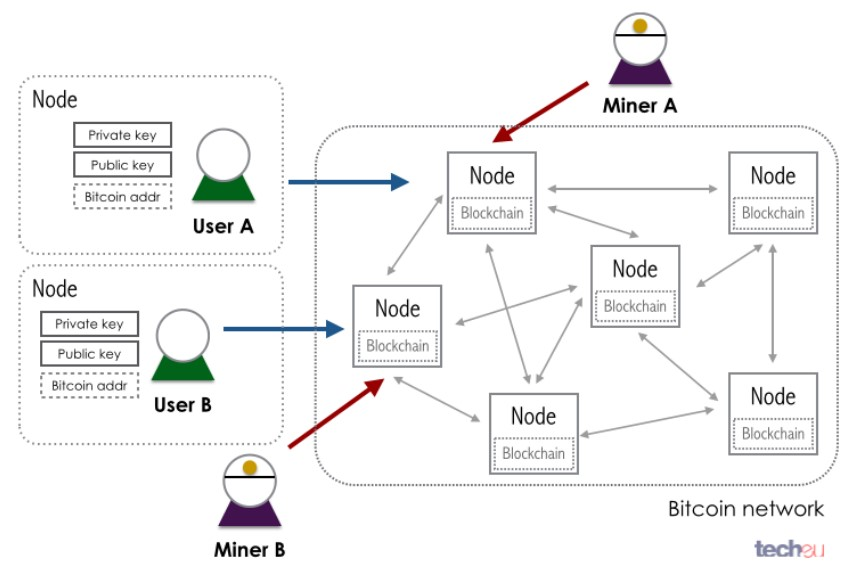 Miner A
Node
Private key
Public key
Bitcoin addr
User A
Node
Private key
Public key
Bitcoin addr
User B
Miner B
Node
Blockchain
Node
Blockchain
Node
Blockchain
Node
Blockchain
Node
Blockchain
Node
Blockchain
Bitcoin network
tech.eu